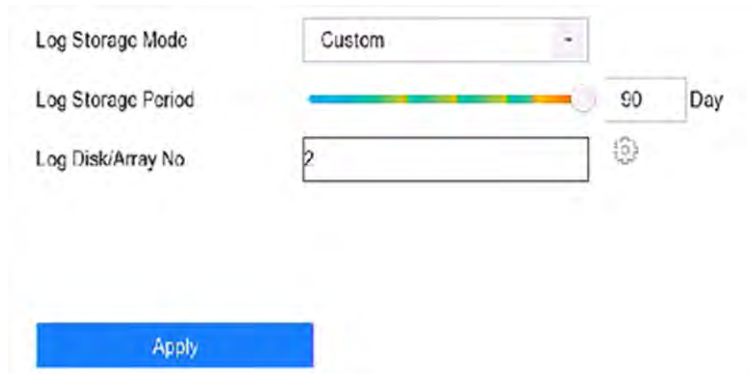 Log Storage Mode Custom
Log Storage Period 90 Day
Log Disk/Array No 2
Apply